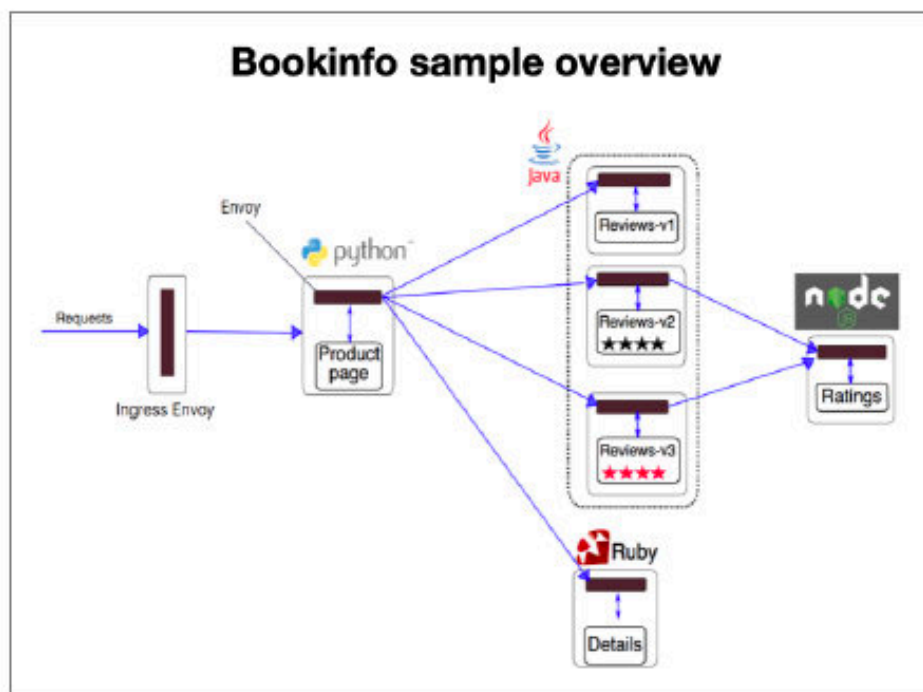 Bookinfo sample overview
Java
Envoy
python
Reviews-v1
node
JS
Requests
Reviews-v2
Product
page
Ratings
Ingress Envoy
Reviews-v3
Ruby
Details